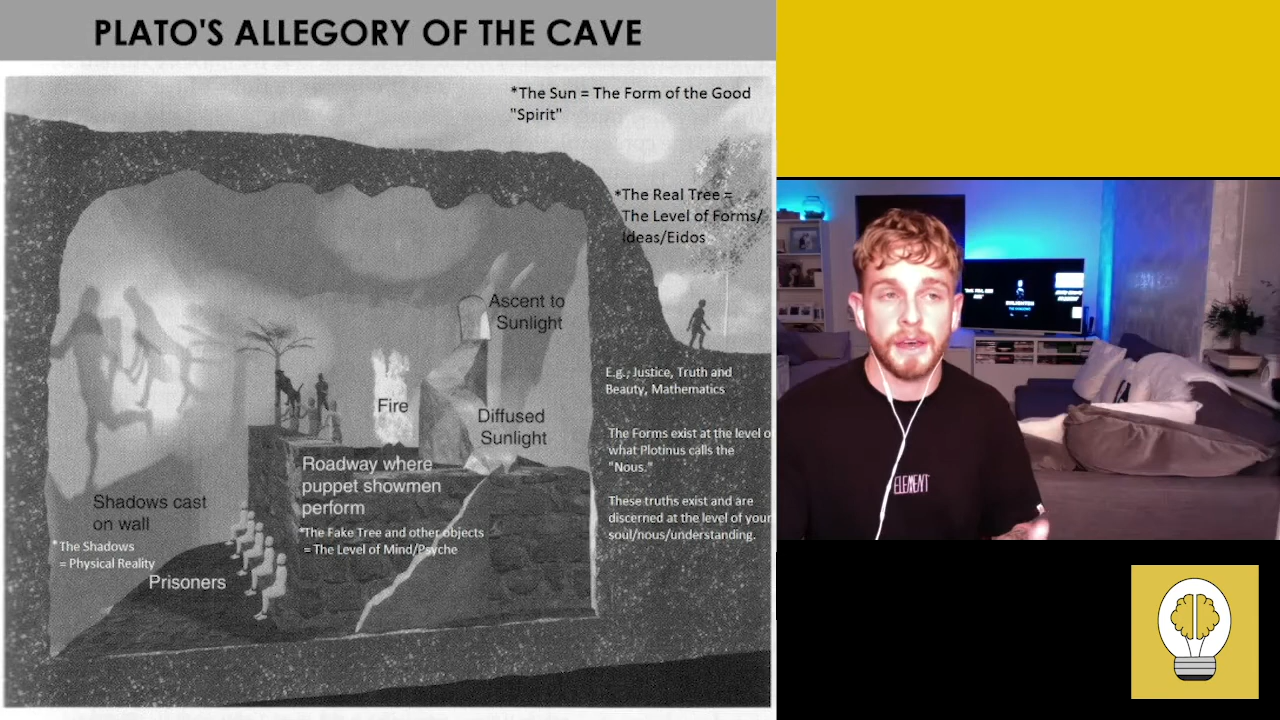 PLATO'S ALLEGORY OF THE CAVE
*The Sun = The Form of the Good
"Spirit"
*The Real Tree =
The Level of Forms/
Ideas/Eidos
Ascent to
Sunlight
E.g., Justice, Truth and
Beauty, Mathematics
Fire
Diffused
Sunlight
The Forms exist at the level o
what Plotinus calls the
"Nous."
Roadway where
puppet showmen
perform
Shadows cast
on wall
These truths exist and are
discerned at the level of your
soul/nous/understanding.
*The Fake Tree and other objects
= The Level of Mind/Psyche
*The Shadows
= Physical Reality
Prisoners
ELEMENT